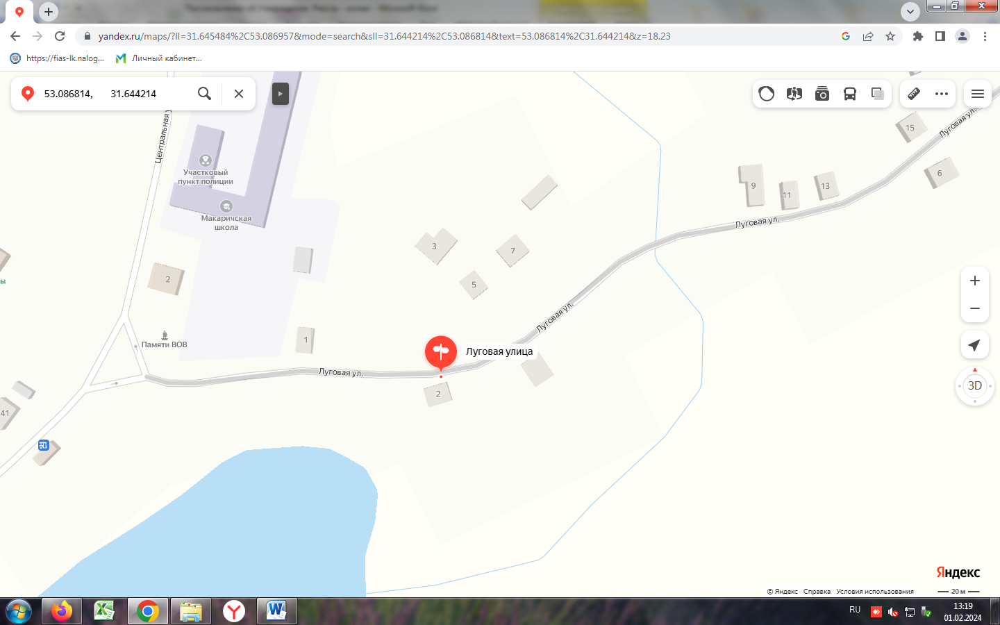 yandex.ru/maps/?ll=31.645484%2C53.086957&mode=search&sll=31.644214%2C53.086814&text=53.086814%2C31.644214&z=18.23
https://fias-lk.nalog...
Личный кабинет...
53.086814, 31.644214
Центральная
Участковый
пункт полиции
Макаричская
школа
2
Памяти ВОВ
1
41
3
7
5
2
9
11
13
15
6
Луговая ул.
Луговая ул.
Луговая ул.
Луговая ул.
Луговая улица
3D
Яндекс
© Яндекс Справка Условия использования
20 м
RU
13:19
01.02.2024